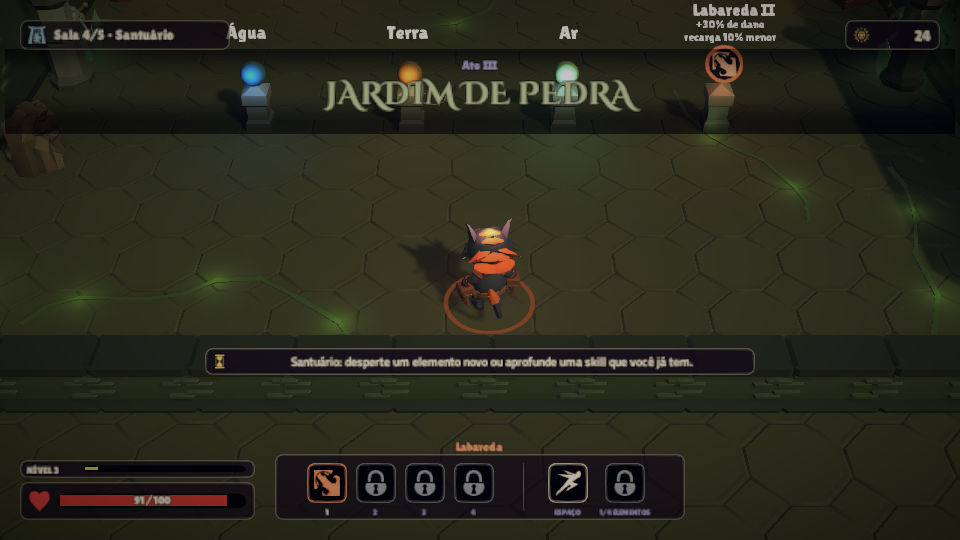 Sala 4/5 - Santuário
Água
Terra
Ar
Labareda II
+30% de dano
recarga 10% menor
24
Ato III
JARDIM DE PEDRA
Santuário: desperte um elemento novo ou aprofunde uma skill que você já tem.
Labareda
NÍVEL 3
91/100
1
2
3
4
ESPAÇO
1/4 ELEMENTOS